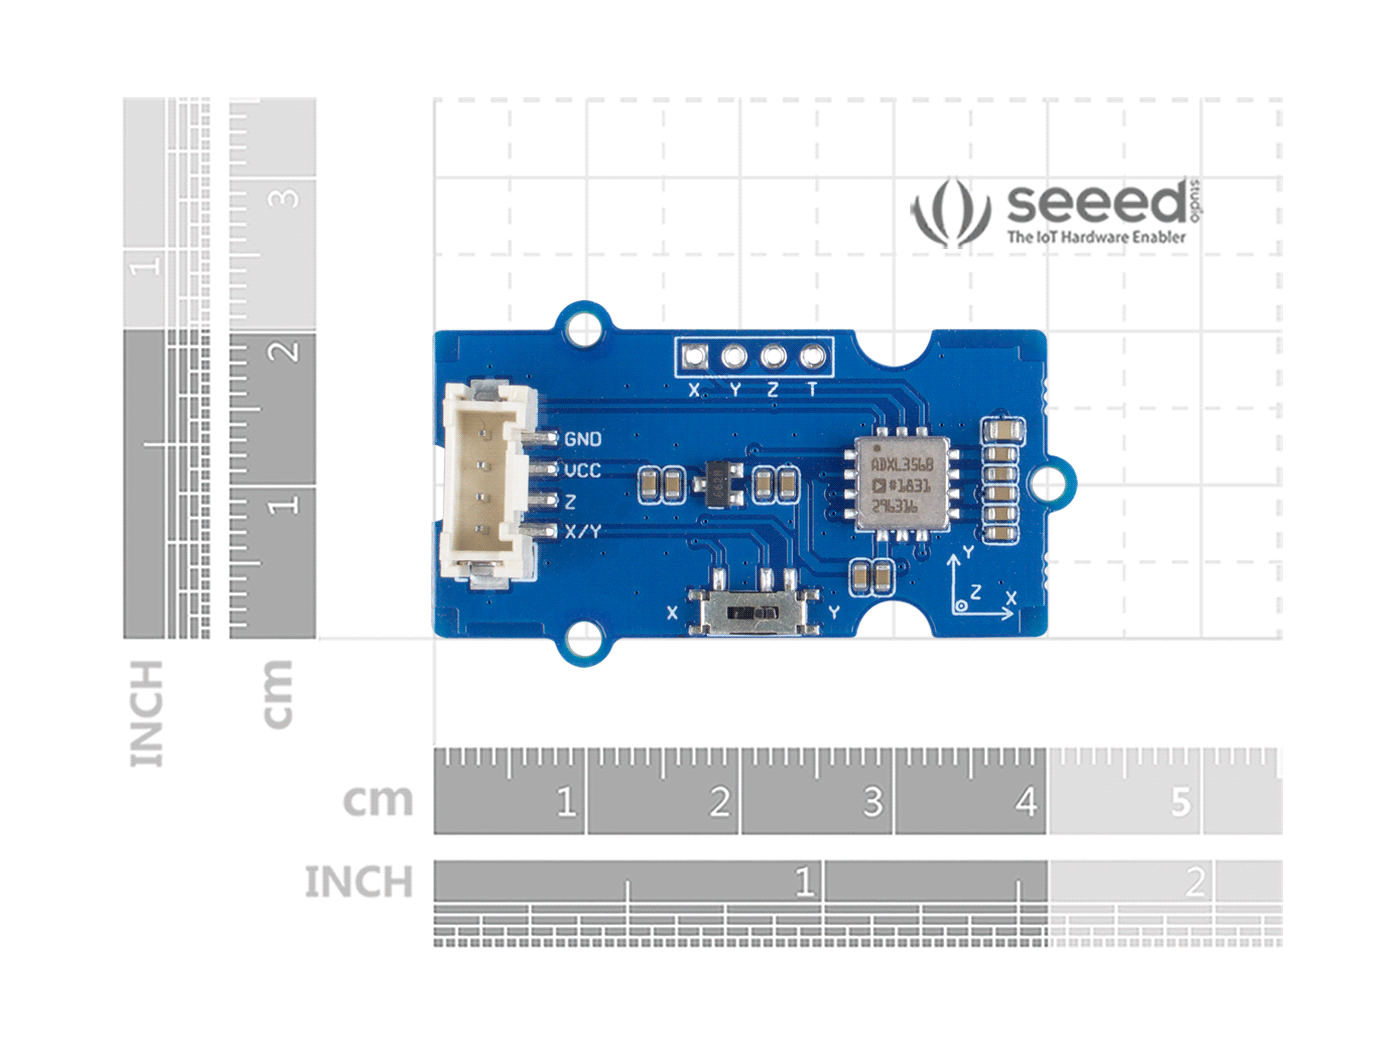 seeed
studio
The IoT Hardware Enabler
3
1
2
1
INCH
cm
X Y Z T
GND
VCC
Z
X/Y
ADXL356B
#1831
296316
X
Y
Y
Z
X
cm
1 2 3 4 5
INCH
1 2